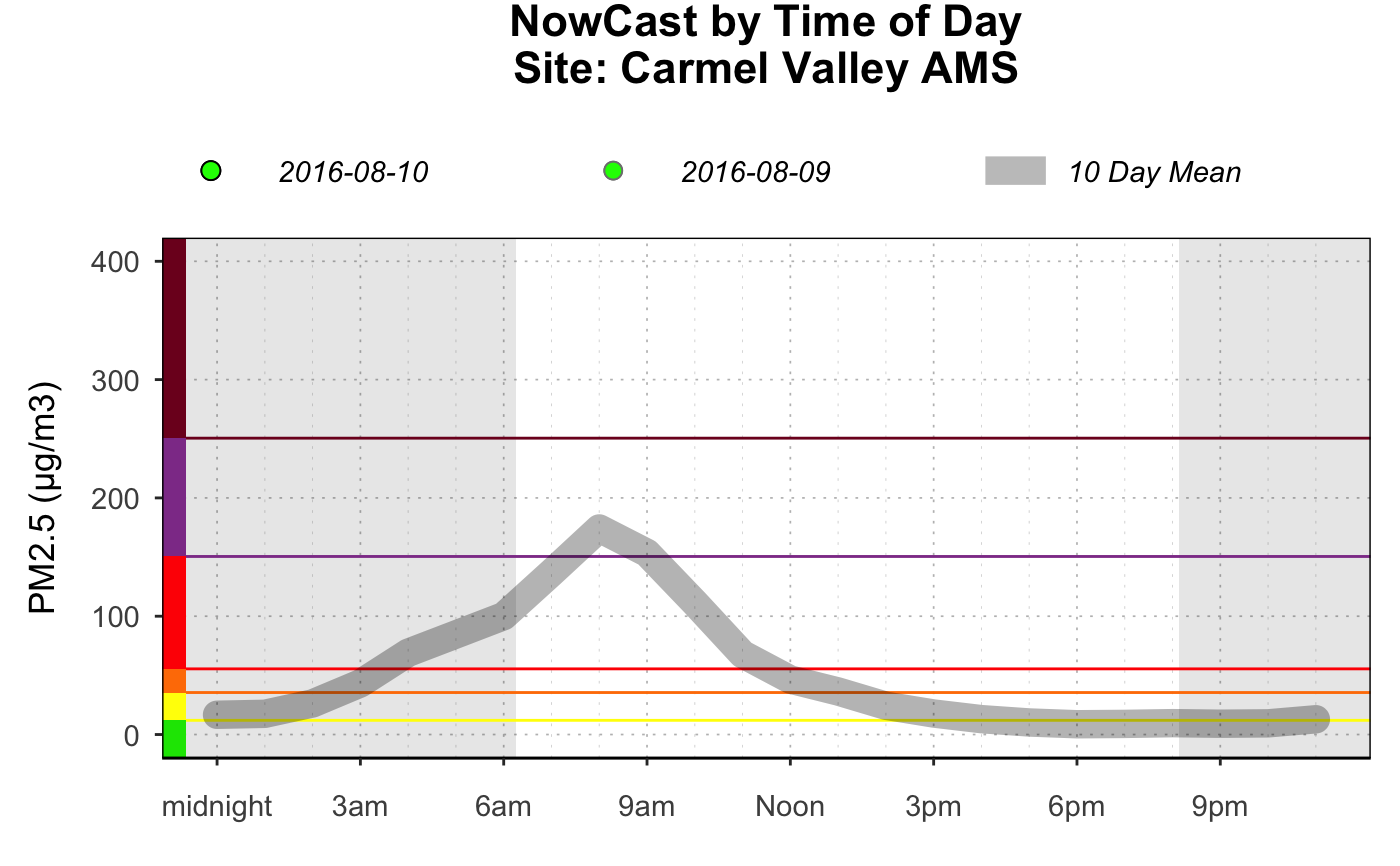 NowCast by Time of Day
Site: Carmel Valley AMS
2016-08-10 2016-08-09 10 Day Mean
PM2.5 (µg/m3)
400
300
200
100
0
midnight 3am 6am 9am Noon 3pm 6pm 9pm